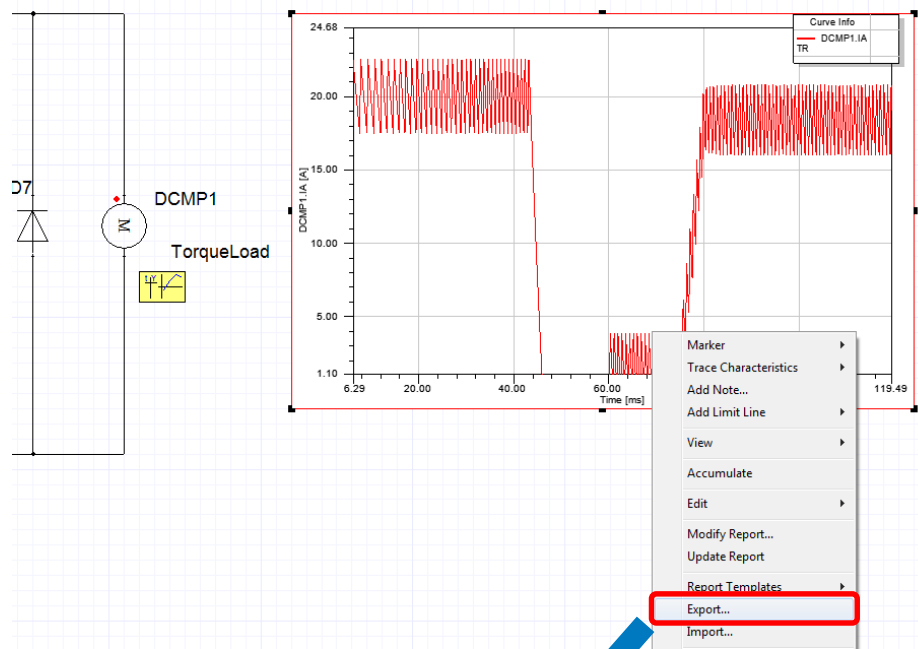 D7
DCMP1
M
TorqueLoad
1/Y
Curve Info
DCMP1.IA
TR
24.68
20.00
15.00
10.00
5.00
1.10
DCMP1.IA [A]
6.29 20.00 40.00 60.00 119.49
Time [ms]
Marker
Trace Characteristics
Add Note...
Add Limit Line
View
Accumulate
Edit
Modify Report...
Update Report
Report Templates
Export...
Import...